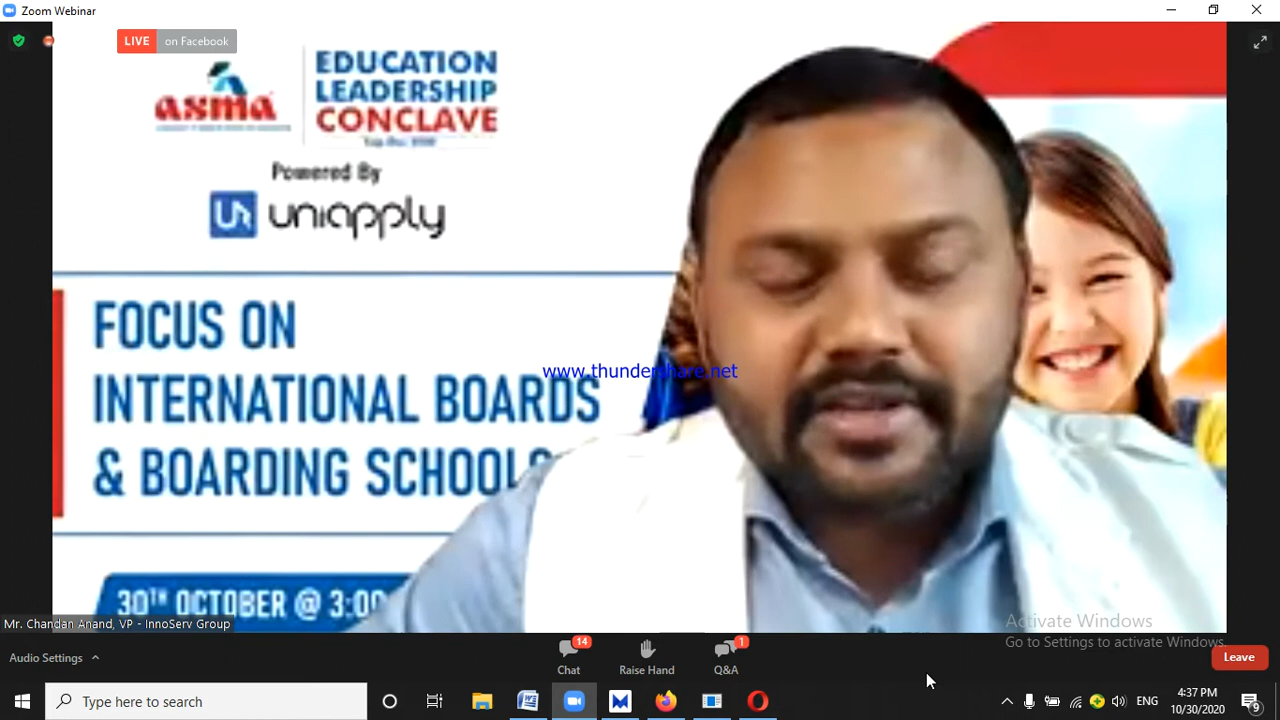 Zoom Webinar
LIVE on Facebook
asma
EDUCATION
LEADERSHIP
CONCLAVE
Powered By
uniapply
FOCUS ON
INTERNATIONAL BOARDS
& BOARDING SCHOOLS
www.thundershare.net
30TH OCTOBER @ 3:00
Mr. Chandan Anand, VP - InnoServ Group
Activate Windows
Go to Settings to activate Windows.
Audio Settings
14
Chat
Raise Hand
1
Q&A
Leave
Type here to search
ENG
4:37 PM
10/30/2020
9